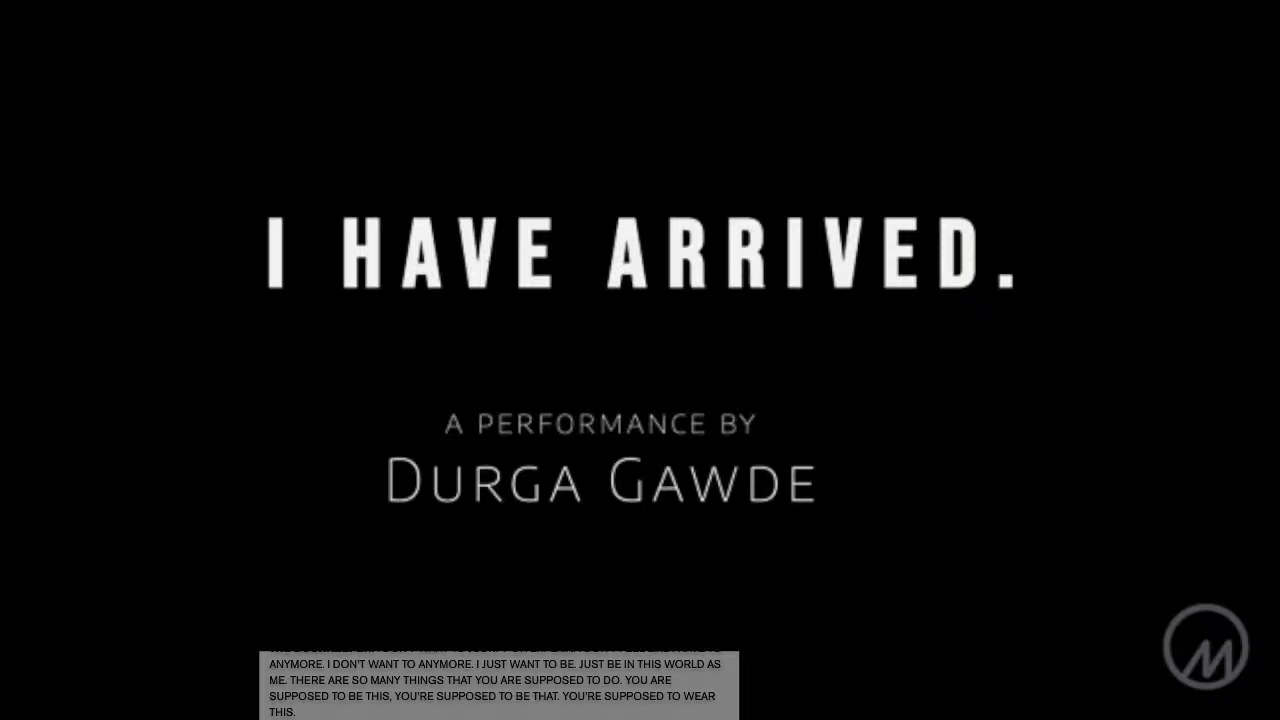 I HAVE ARRIVED.
A PERFORMANCE BY
DURGA GAWDE
ANYMORE. I DON'T WANT TO ANYMORE. I JUST WANT TO BE. JUST BE IN THIS WORLD AS
ME. THERE ARE SO MANY THINGS THAT YOU ARE SUPPOSED TO DO. YOU ARE
SUPPOSED TO BE THIS, YOU'RE SUPPOSED TO BE THAT. YOU'RE SUPPOSED TO WEAR
THIS.